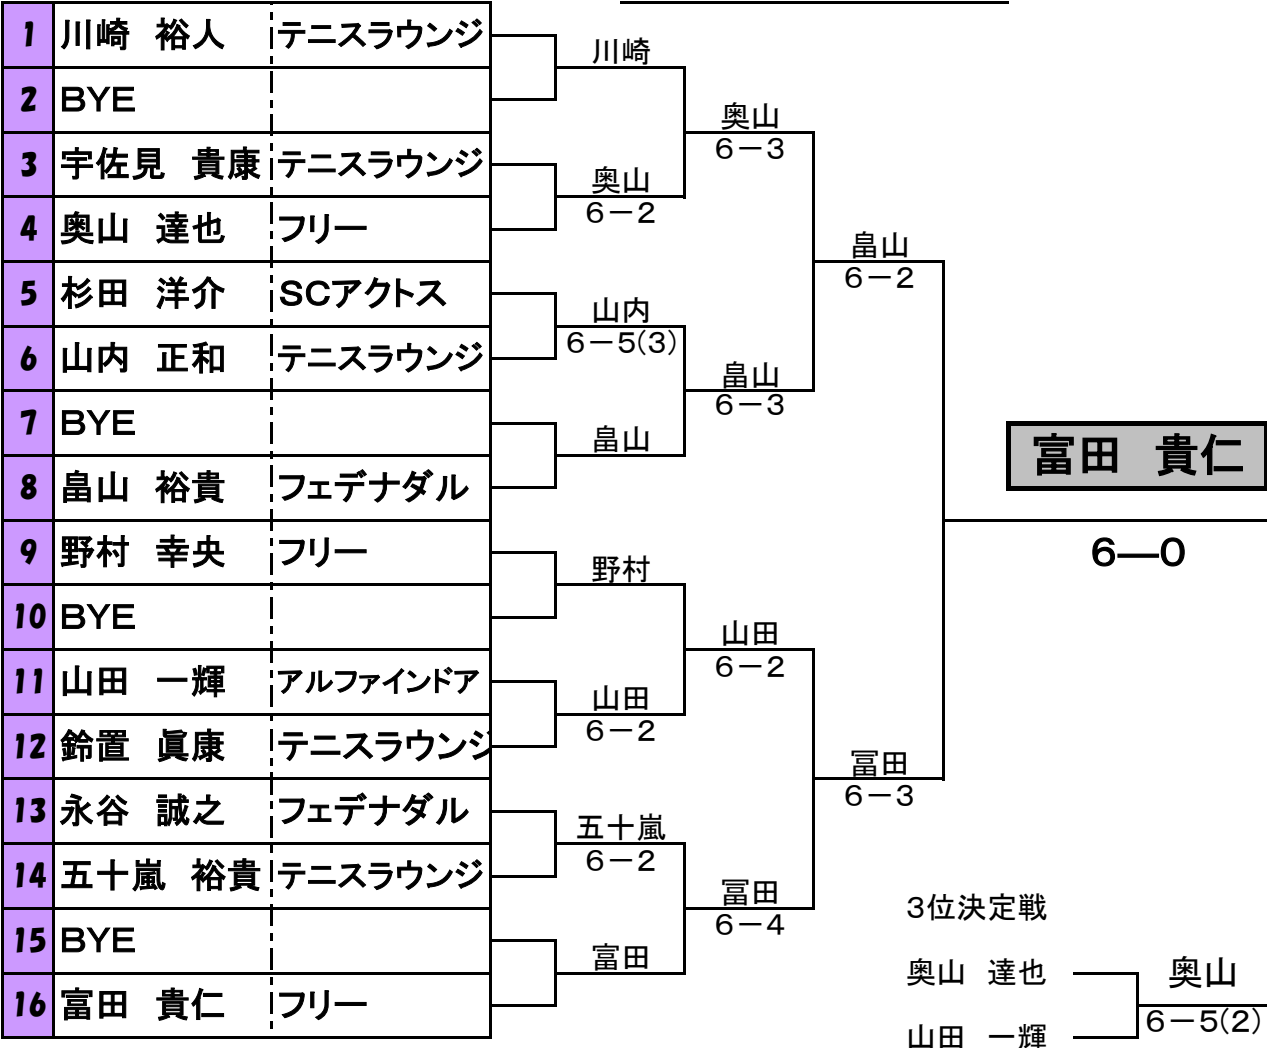 1 川崎　裕人 テニスラウンジ
2 BYE
3 宇佐見　貴康 テニスラウンジ
4 奥山　達也 フリー
5 杉田　洋介 SCアクトス
6 山内　正和 テニスラウンジ
7 BYE
8 畠山　裕貴 フェデナダル
9 野村　幸央 フリー
10 BYE
11 山田　一輝 アルファインドア
12 鈴置　眞康 テニスラウンジ
13 永谷　誠之 フェデナダル
14 五十嵐　裕貴 テニスラウンジ
15 BYE
16 富田　貴仁 フリー
川崎
奥山
6－2
山内
6－5(3)
畠山
野村
山田
6－2
五十嵐
6－2
富田
奥山
6－3
畠山
6－3
山田
6－2
冨田
6－4
畠山
6－2
冨田
6－3
富田　貴仁
6―0
３位決定戦
奥山　達也
山田　一輝
奥山
6－5(2)